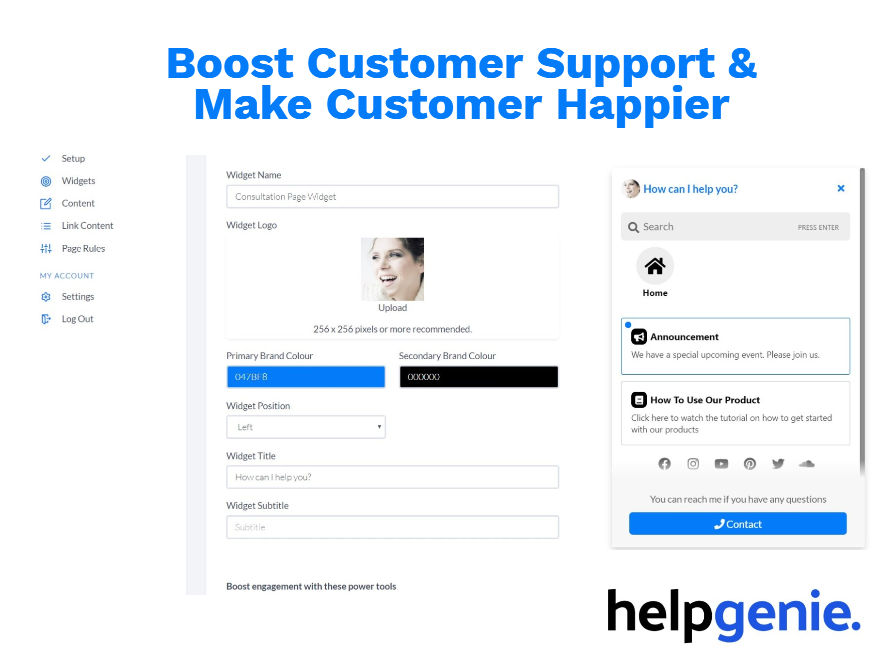 Boost Customer Support &
Make Customer Happier
Setup
Widgets
Content
Link Content
Page Rules
MY ACCOUNT
Settings
Log Out
Widget Name
Consultation Page Widget
Widget Logo
Upload
256 x 256 pixels or more recommended.
Primary Brand Colour
Secondary Brand Colour
047BF8
000000
Widget Position
Left
Widget Title
How can I help you?
Widget Subtitle
Subtitle
Boost engagement with these power tools
How can I help you?
Search
PRESS ENTER
Home
Announcement
We have a special upcoming event. Please join us.
How To Use Our Product
Click here to watch the tutorial on how to get started
with our products
You can reach me if you have any questions
Contact
helpgenie.